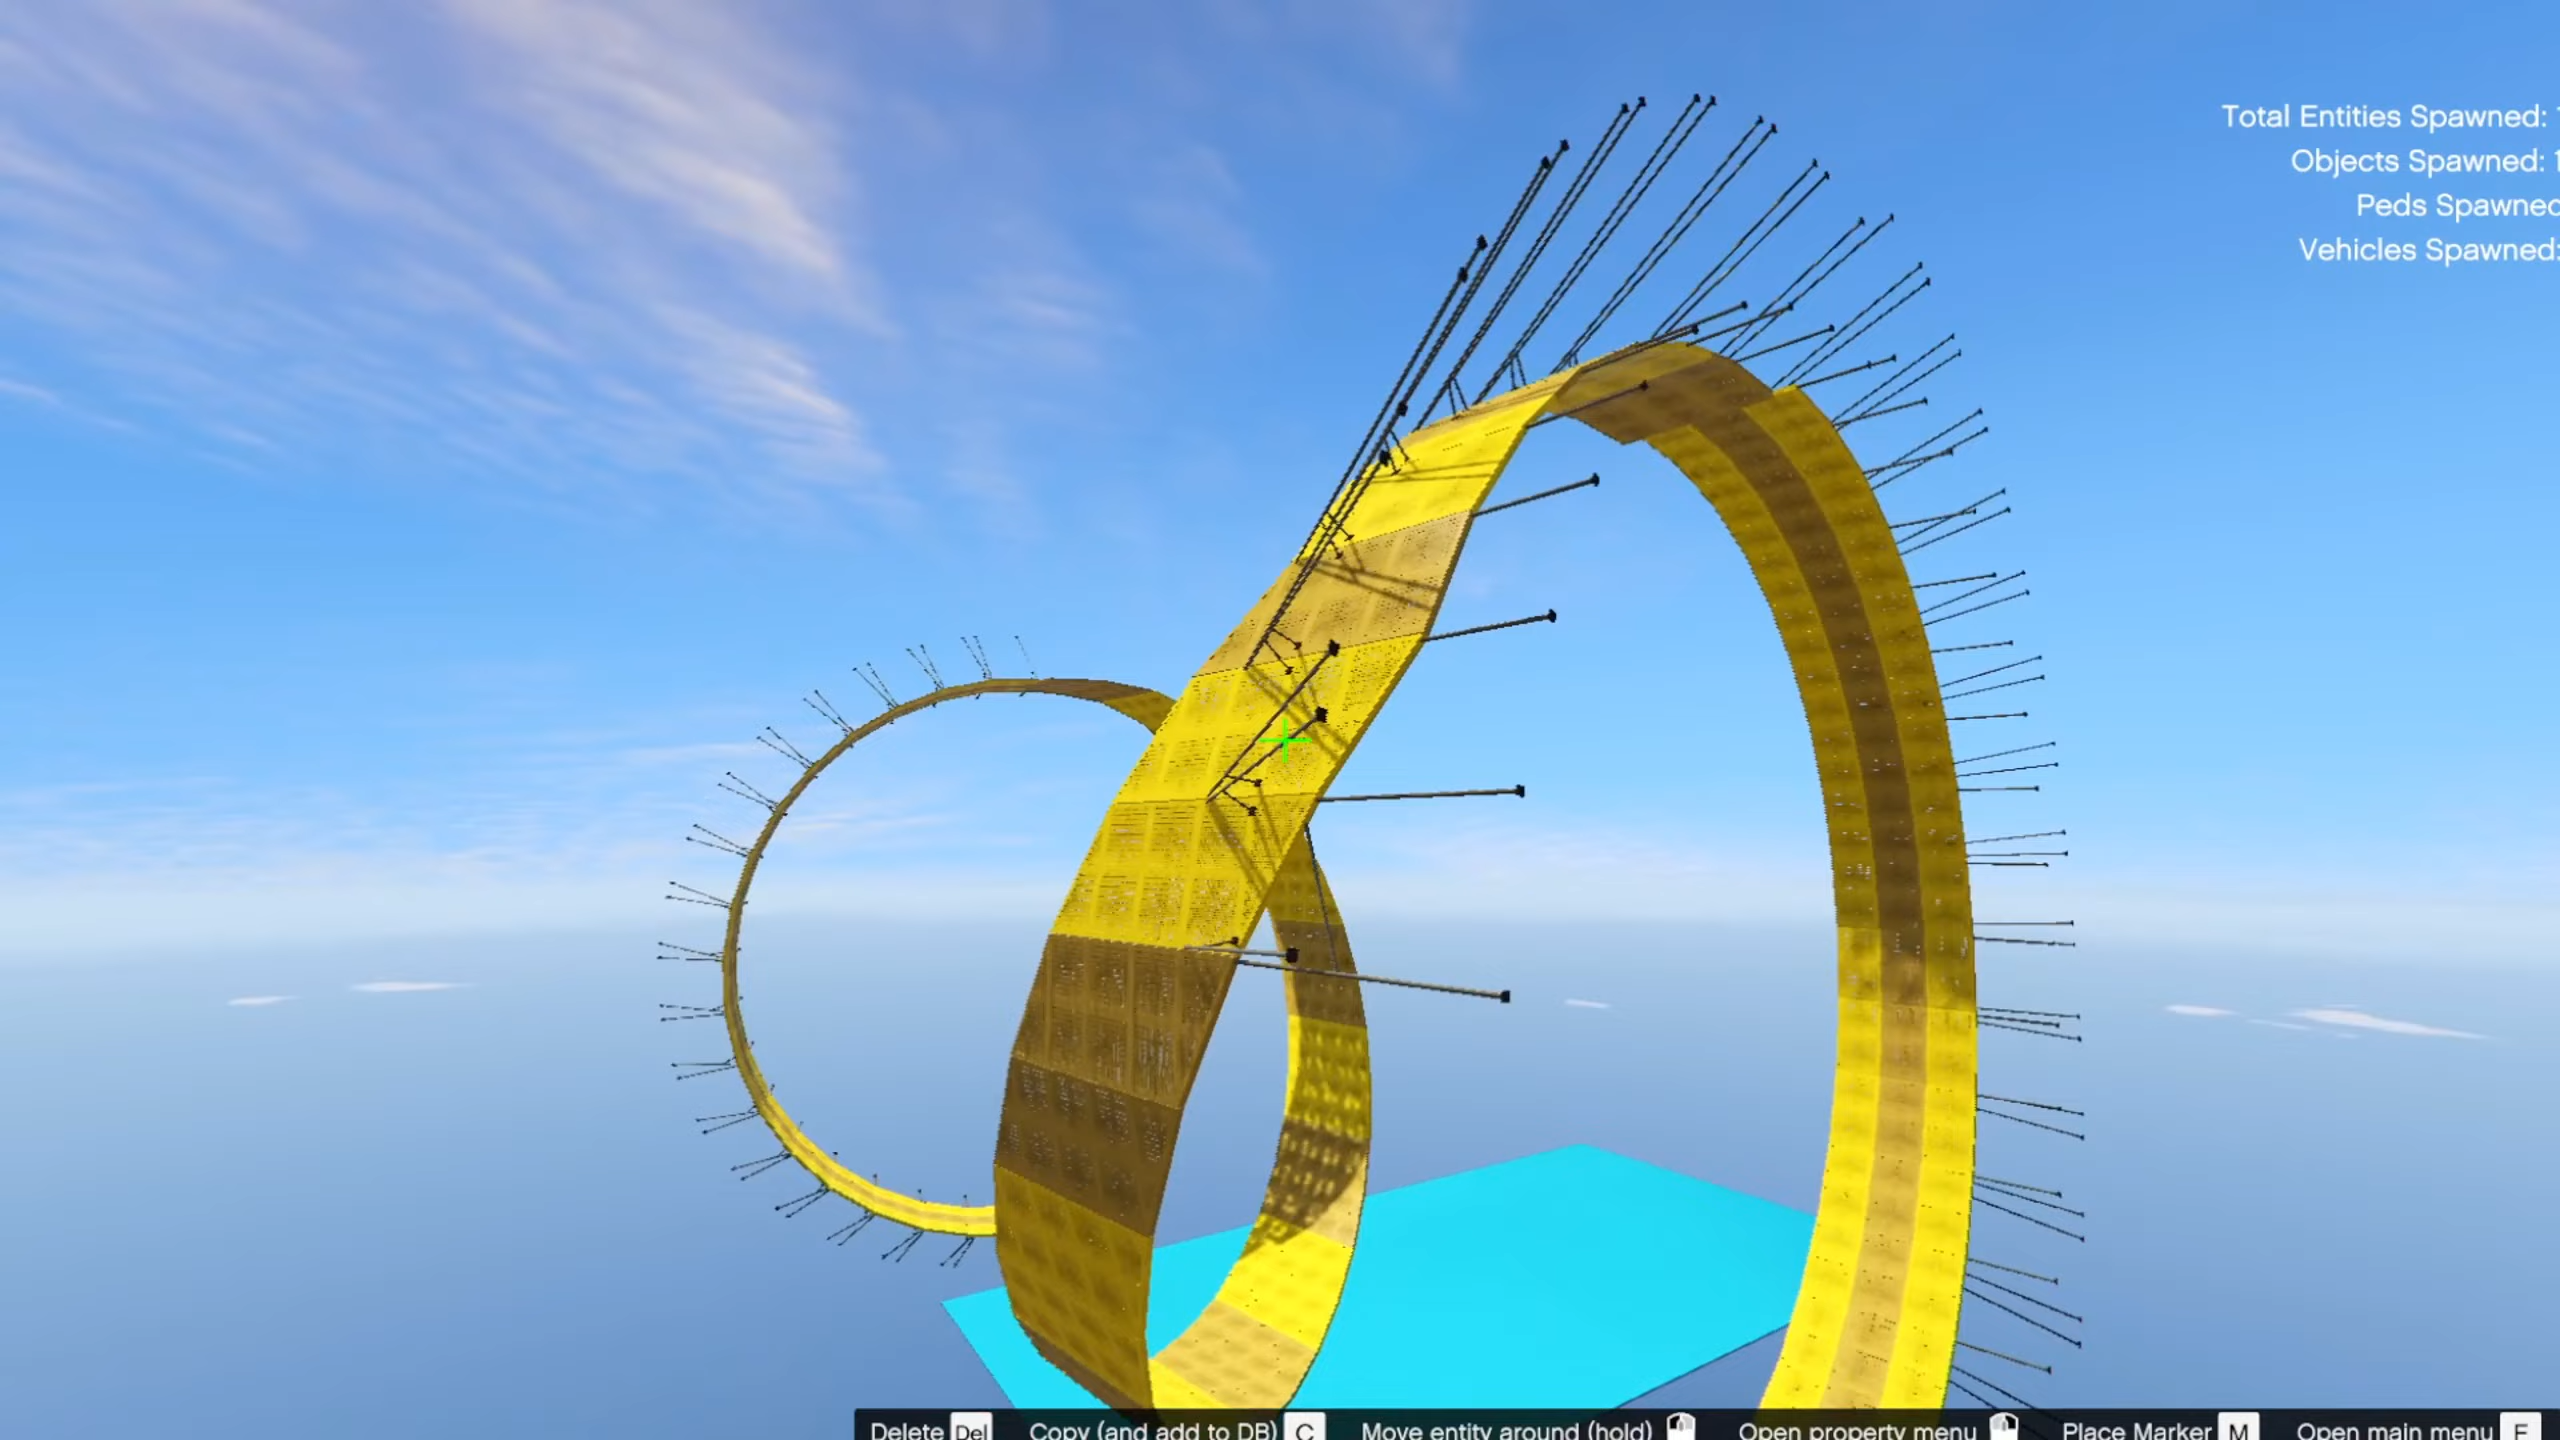 Total Entities Spawned:
Objects Spawned:
Peds Spawned
Vehicles Spawned:
Delete Del Copy (and add to DB) C Move entity around (hold) Open property menu Place Marker M Open main menu F